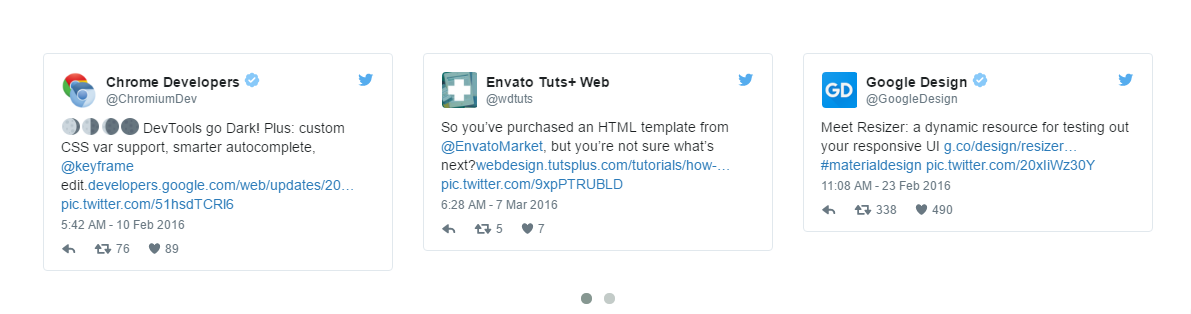 Chrome Developers
@ChromiumDev
🌖🌗🌘🌑 DevTools go Dark! Plus: custom
CSS var support, smarter autocomplete,
@keyframe
edit.developers.google.com/web/updates/20…
pic.twitter.com/51hsdTCRl6
5:42 AM - 10 Feb 2016
76 89
Envato Tuts+ Web
@wdtuts
So you’ve purchased an HTML template from
@EnvatoMarket, but you’re not sure what’s
next?webdesign.tutsplus.com/tutorials/how-…
pic.twitter.com/9xpPTRUBLD
6:28 AM - 7 Mar 2016
5 7
GD
Google Design
@GoogleDesign
Meet Resizer: a dynamic resource for testing out
your responsive UI g.co/design/resizer…
#materialdesign pic.twitter.com/20xIiWz30Y
11:08 AM - 23 Feb 2016
338 490